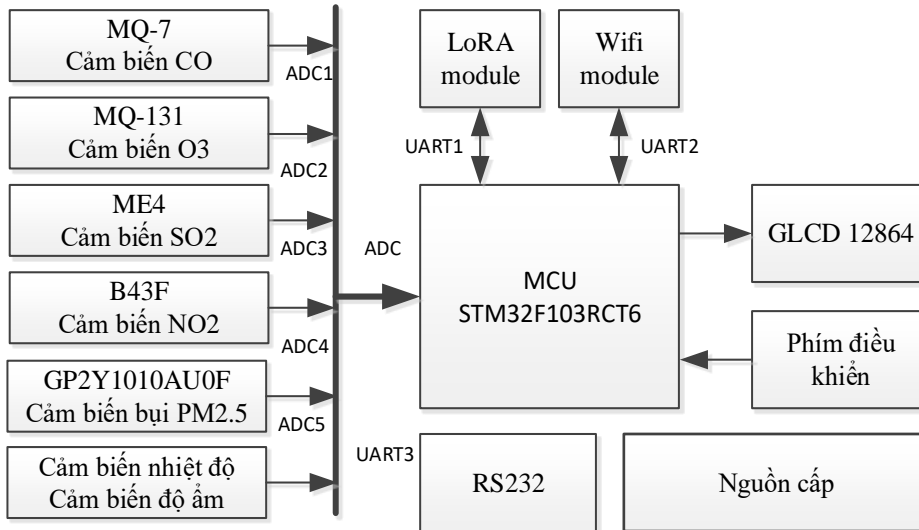 MQ-7
Cảm biến CO
ADC1
MQ-131
Cảm biến O3
ADC2
ME4
Cảm biến SO2
ADC3
B43F
Cảm biến NO2
ADC4
GP2Y1010AU0F
Cảm biến bụi PM2.5
ADC5
Cảm biến nhiệt độ
Cảm biến độ ẩm
UART3
ADC
LoRA
module
Wifi
module
UART1
UART2
MCU
STM32F103RCT6
GLCD 12864
Phím điều
khiển
RS232
Nguồn cấp